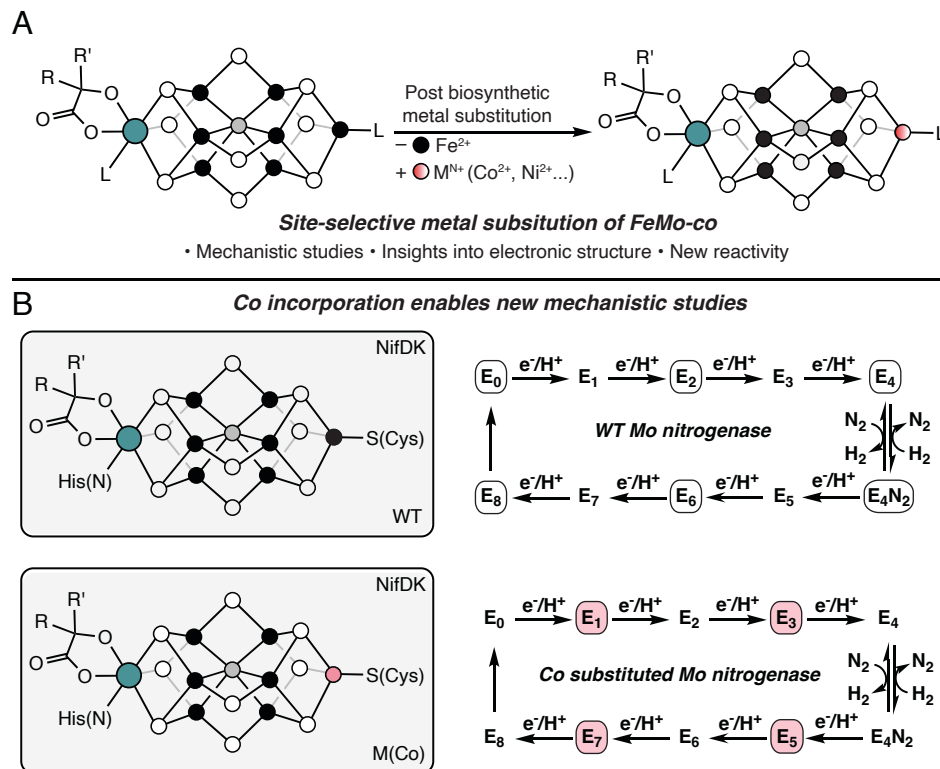 A
R'
R
O
O
O
L
L
Post biosynthetic
metal substitution
– Fe²⁺
+ Mᴺ⁺ (Co²⁺, Ni²⁺...)
R'
R
O
O
O
L
L
Site-selective metal subsitution of FeMo-co
• Mechanistic studies • Insights into electronic structure • New reactivity
B
Co incorporation enables new mechanistic studies
NifDK
R'
R
O
O
O
His(N)
S(Cys)
WT
E₀ e⁻/H⁺ E₁ e⁻/H⁺ E₂ e⁻/H⁺ E₃ e⁻/H⁺ E₄
WT Mo nitrogenase
N₂ N₂
H₂ H₂
E₈ e⁻/H⁺ E₇ e⁻/H⁺ E₆ e⁻/H⁺ E₅ e⁻/H⁺ E₄N₂
NifDK
R'
R
O
O
O
His(N)
S(Cys)
M(Co)
E₀ e⁻/H⁺ E₁ e⁻/H⁺ E₂ e⁻/H⁺ E₃ e⁻/H⁺ E₄
Co substituted Mo nitrogenase
N₂ N₂
H₂ H₂
E₈ e⁻/H⁺ E₇ e⁻/H⁺ E₆ e⁻/H⁺ E₅ e⁻/H⁺ E₄N₂